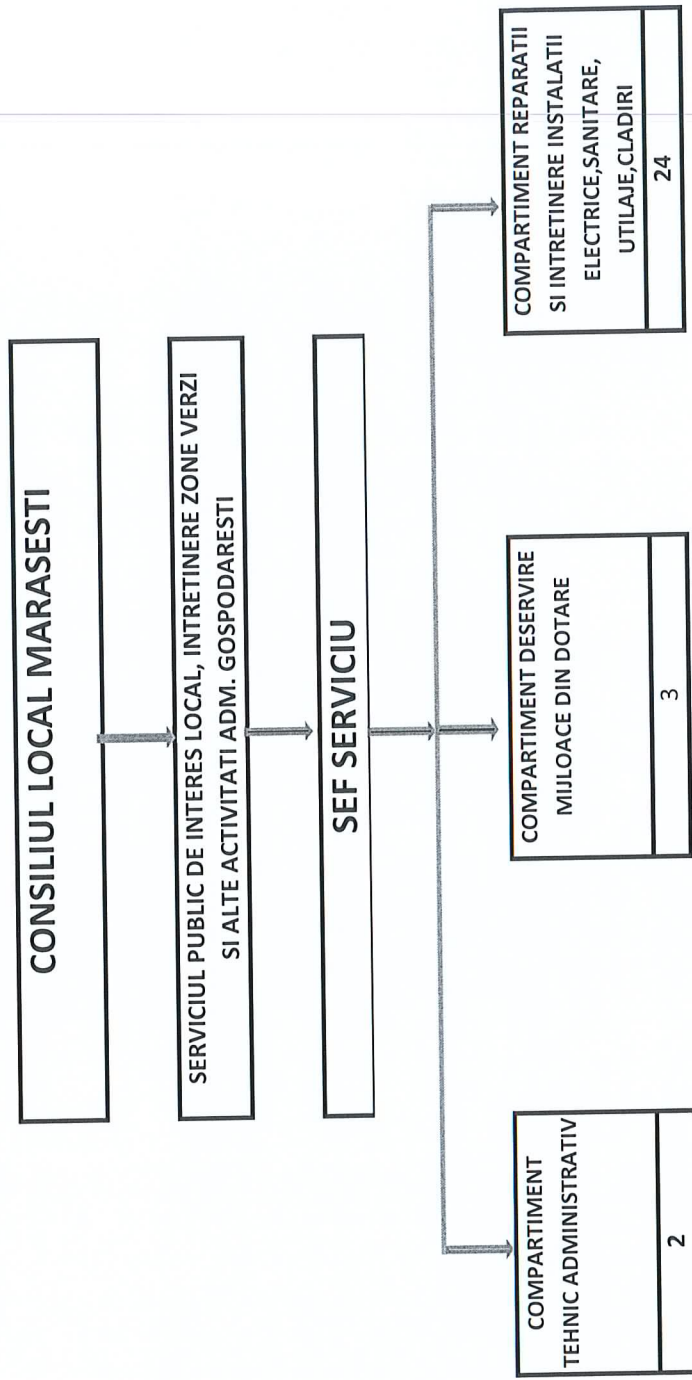 CONSILIUL LOCAL MARASESTI
SERVICIUL PUBLIC DE INTERES LOCAL, INTRETINERE ZONE VERZI
SI ALTE ACTIVITATI ADM. GOSPODARESTI
SEF SERVICIU
COMPARTIMENT
TEHNIC ADMINISTRATIV
2
COMPARTIMENT DESERVIRE
MIJLOACE DIN DOTARE
3
COMPARTIMENT REPARATII
SI INTRETINERE INSTALATII
ELECTRICE,SANITARE,
UTILAJE,CLADIRI
24